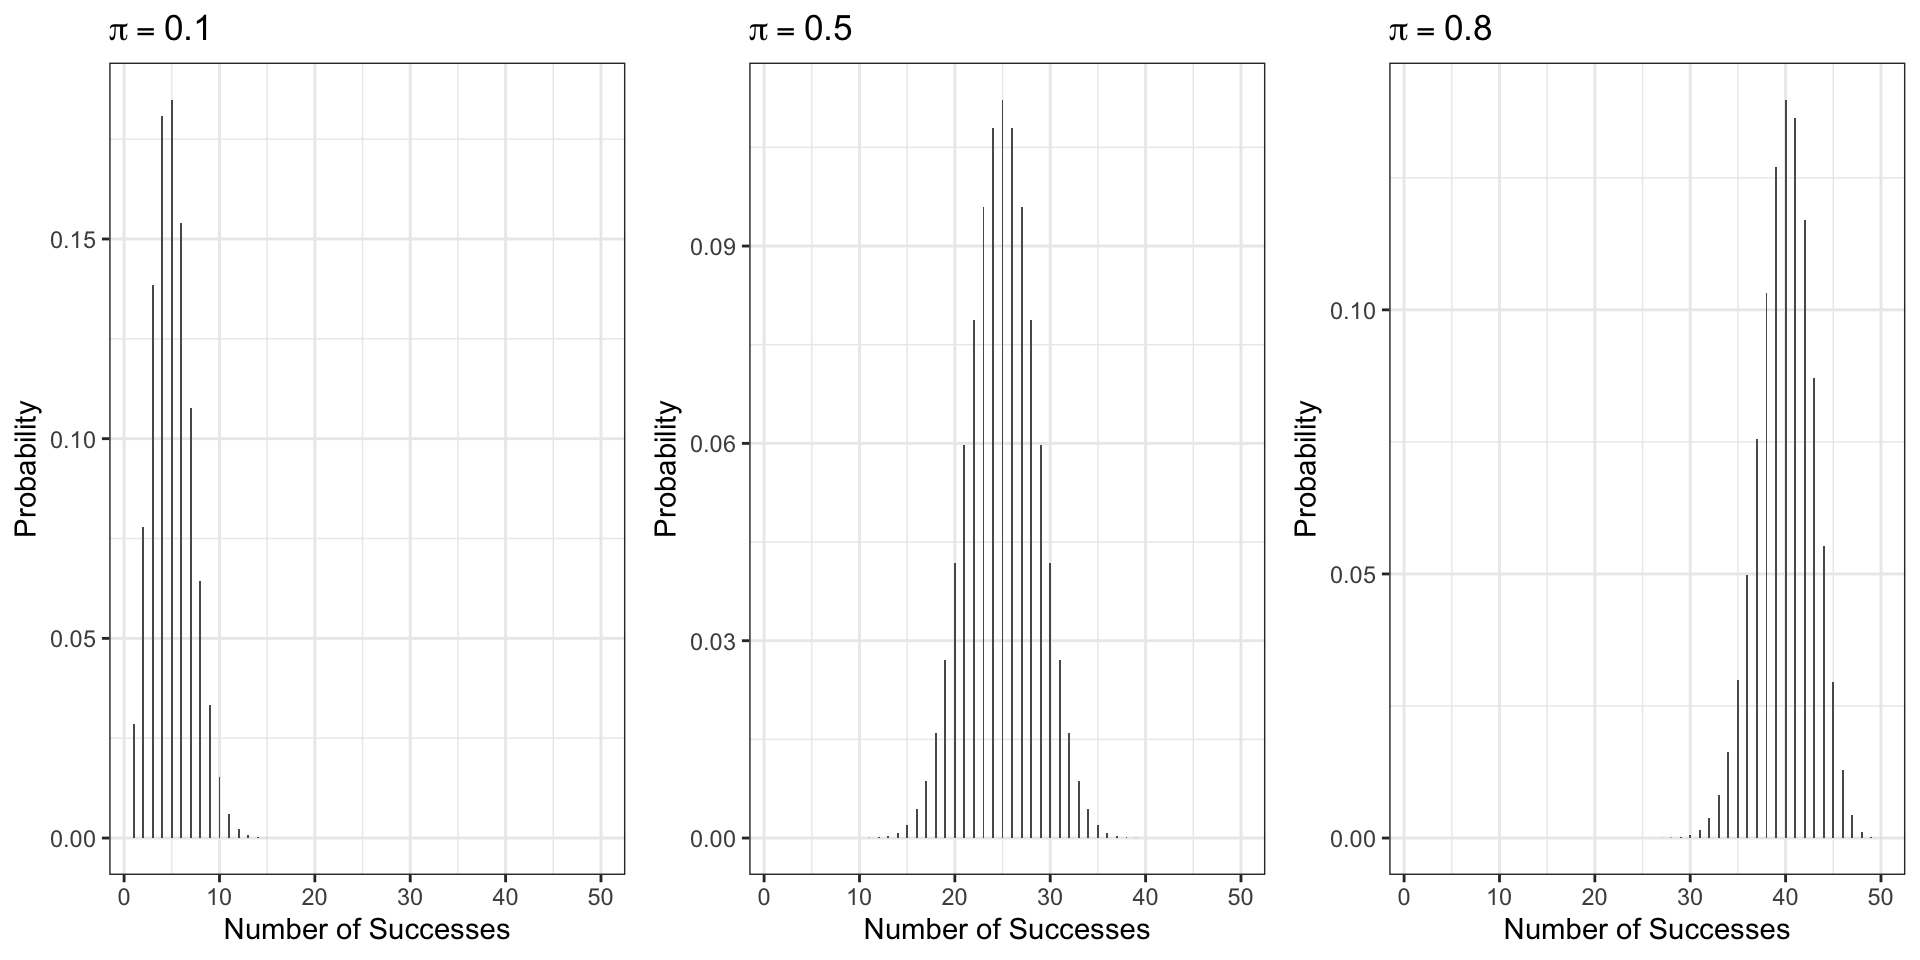 π = 0.1
0.15
0.10
0.05
0.00
Probability
0 10 20 30 40 50
Number of Successes
π = 0.5
0.09
0.06
0.03
0.00
Probability
0 10 20 30 40 50
Number of Successes
π = 0.8
0.10
0.05
0.00
Probability
0 10 20 30 40 50
Number of Successes